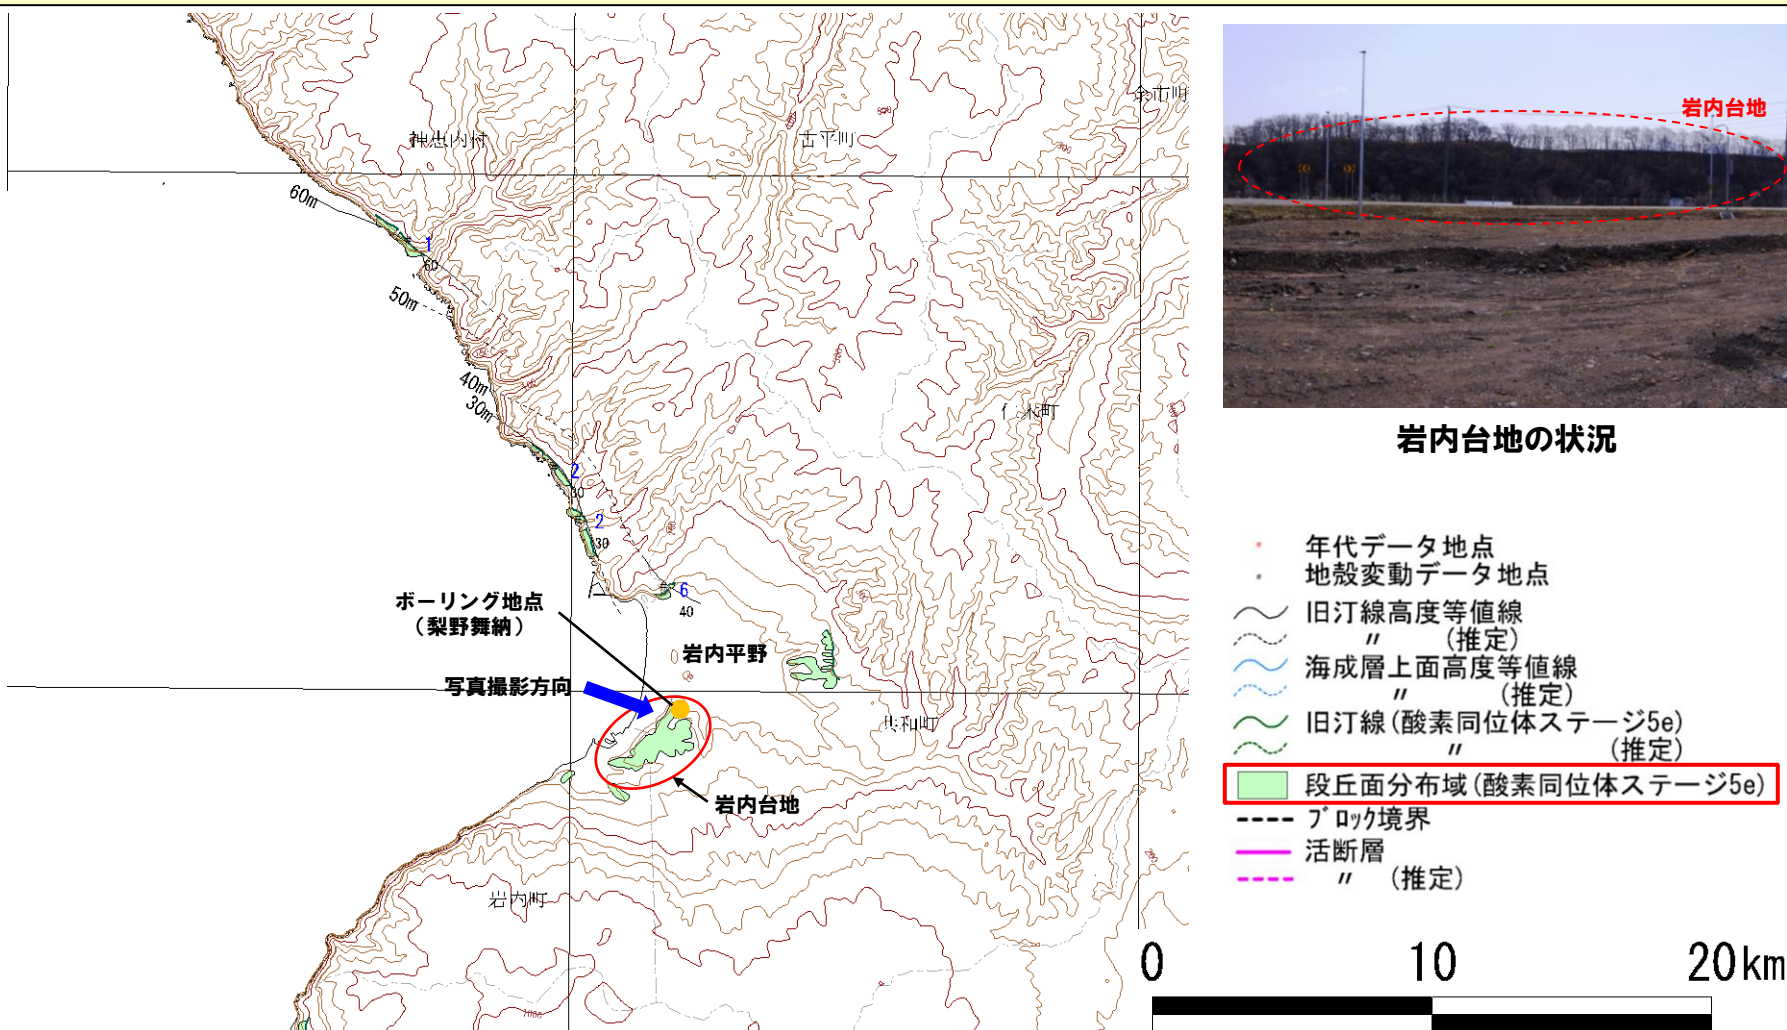 余市町
神恵内村
古平町
岩内台地
60m
1
60
50m
岩内台地の状況
40m
30m
仁木町
2
30
年代データ地点
地殻変動データ地点
2
30
旧汀線高度等値線
〃 (推定)
6
40
ボーリング地点
(梨野舞納)
海成層上面高度等値線
〃 (推定)
岩内平野
写真撮影方向
旧汀線(酸素同位体ステージ5e)
〃 (推定)
共和町
段丘面分布域(酸素同位体ステージ5e)
岩内台地
ブロック境界
活断層
〃 (推定)
岩内町
0 10 20km
1000